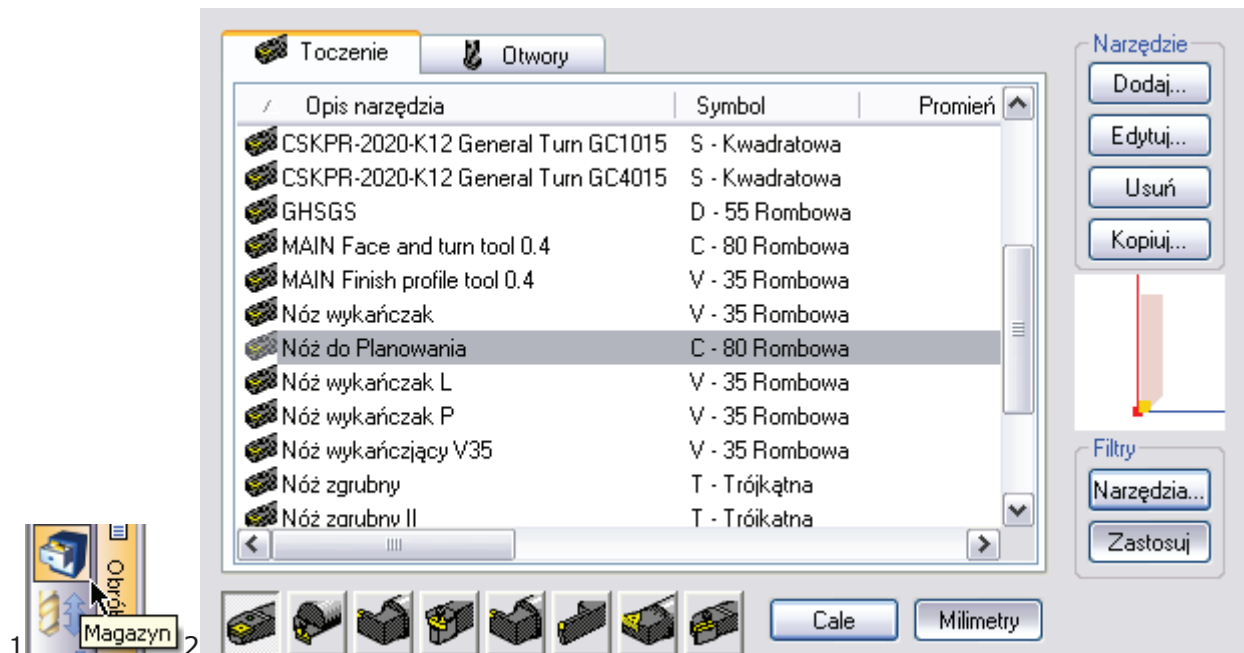 Toczenie Otwory
Opis narzędzia Symbol Promień
CSKPR-2020-K12 General Turn GC1015 S - Kwadratowa
CSKPR-2020-K12 General Turn GC4015 S - Kwadratowa
GHSGS D - 55 Rombowa
MAIN Face and turn tool 0.4 C - 80 Rombowa
MAIN Finish profile tool 0.4 V - 35 Rombowa
Nóz wykańczak V - 35 Rombowa
Nóż do Planowania C - 80 Rombowa
Nóż wykańczak L V - 35 Rombowa
Nóż wykańczak P V - 35 Rombowa
Nóż wykańczjący V35 V - 35 Rombowa
Nóż zgrubny T - Trójkątna
Nóż zgrubny II T - Trójkątna
Narzędzie
Dodaj...
Edytuj...
Usuń
Kopiuj...
Filtry
Narzędzia...
Zastosuj
Cale Milimetry
1
Magazyn
2